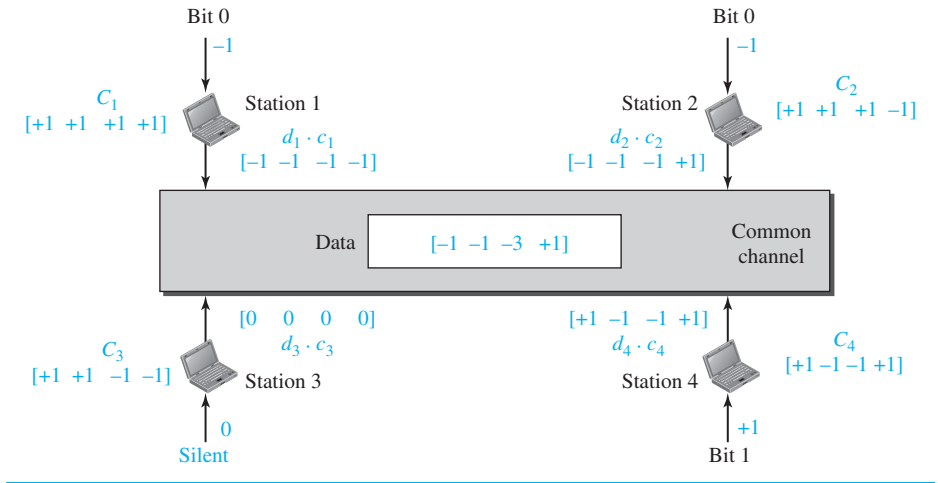 Bit 0
–1
C1
[+1 +1 +1 +1]
Station 1
d1 · c1
[–1 –1 –1 –1]
Bit 0
–1
Station 2
C2
[+1 +1 +1 -1]
d2 · c2
[–1 –1 –1 +1]
Data
[–1 –1 –3 +1]
Common
channel
[0 0 0 0]
d3 · c3
C3
[+1 +1 –1 –1]
Station 3
0
Silent
[+1 –1 –1 +1]
d4 · c4
Station 4
C4
[+1 –1 –1 +1]
+1
Bit 1